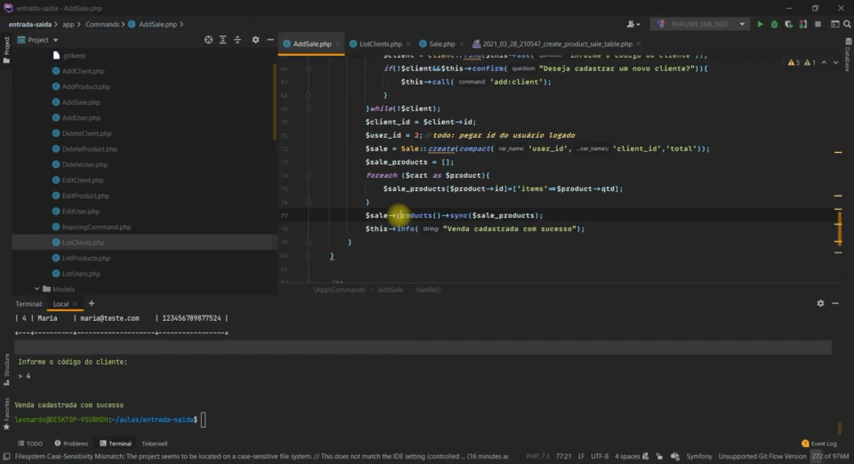 entrada-saida > app > Commands > AddSale.php
PHPUNIT.XML.DIST
Project
AddSale.php
ListClients.php
Sale.php
2021_03_28_210547_create_product_sale_table.php
.gitkeep
AddClient.php
AddProduct.php
AddSale.php
AddUser.php
DeleteClient.php
DeleteProduct.php
DeleteUser.php
EditClient.php
EditProduct.php
EditUser.php
InspiringCommand.php
ListClients.php
ListProducts.php
ListUsers.php
Models
5 1
if(!$client&&$this→confirm( question: "Deseja cadastrar um novo cliente?")){
$this→call( command: 'add:client');
}
}while(!$client);
$client_id = $client→id;
$user_id = 2;//todo: pegar id do usuário logado
$sale = Sale::create(compact( var_name: 'user_id', ...var_names: 'client_id','total'));
$sale_products = [];
foreach ($cart as $product){
$sale_products[$product→id]=['items'⇒$product→qtd];
}
77 $sale→products()→sync($sale_products);
$this→info( string: "Venda cadastrada com sucesso");
}
}
\App\Commands > AddSale > handle()
Terminal: Local × +
| 4 | Maria | maria@teste.com | 123456789877524 |
Informe o código do cliente:
> 4
Venda cadastrada com sucesso
leonardo@DESKTOP-9SURHDH:~/aulas/entrada-saida$
TODO Problems Terminal Tinkerwell
Event Log
Filesystem Case-Sensitivity Mismatch: The project seems to be located on a case-sensitive file system. // This does not match the IDE setting (controlled ... (16 minutes a
PHP: 7.3 77:21 LF UTF-8 4 spaces Symfony Unsupported Git Flow Version 272 of 976M
Project
Structure
Favorites
Database